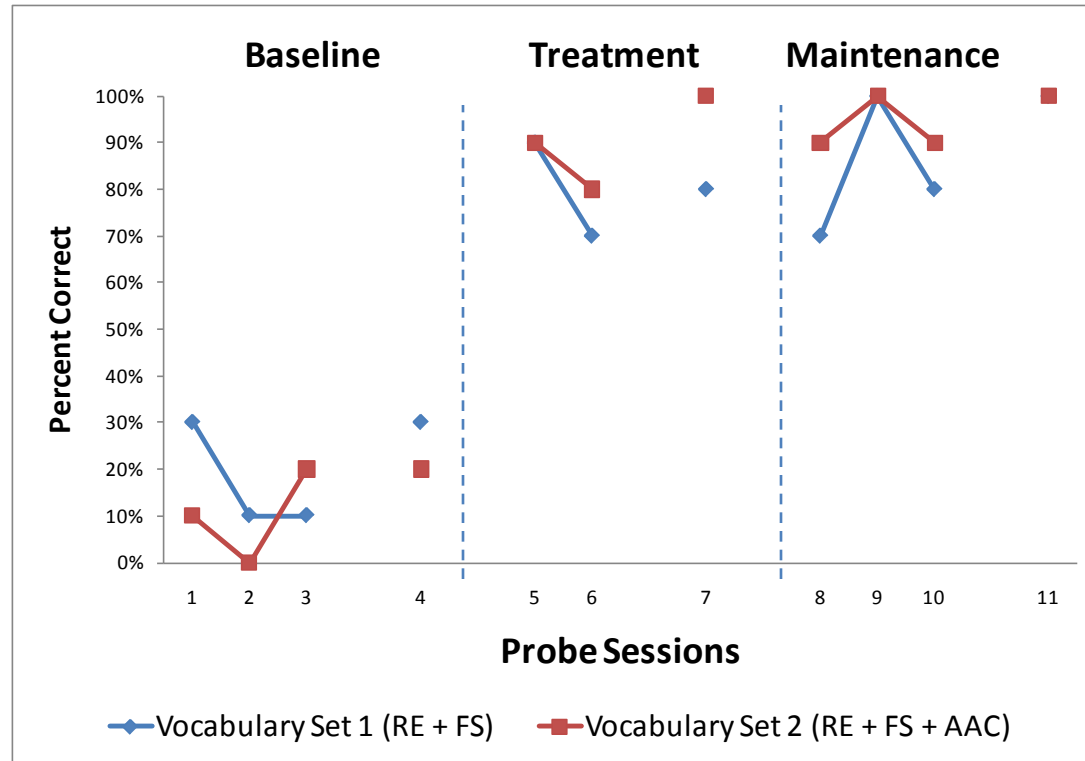 Baseline Treatment Maintenance
100%
90%
80%
70%
60%
50%
40%
30%
20%
10%
0%
Percent Correct
1 2 3 4 5 6 7 8 9 10 11
Probe Sessions
Vocabulary Set 1 (RE + FS) Vocabulary Set 2 (RE + FS + AAC)